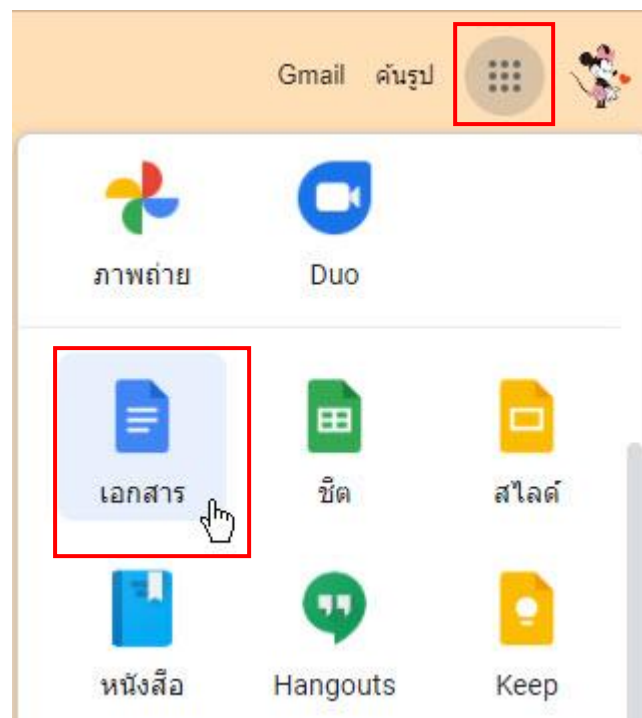 Gmail ค้นรูป
ภาพถ่าย Duo
เอกสาร ชีต สไลด์
หนังสือ Hangouts Keep